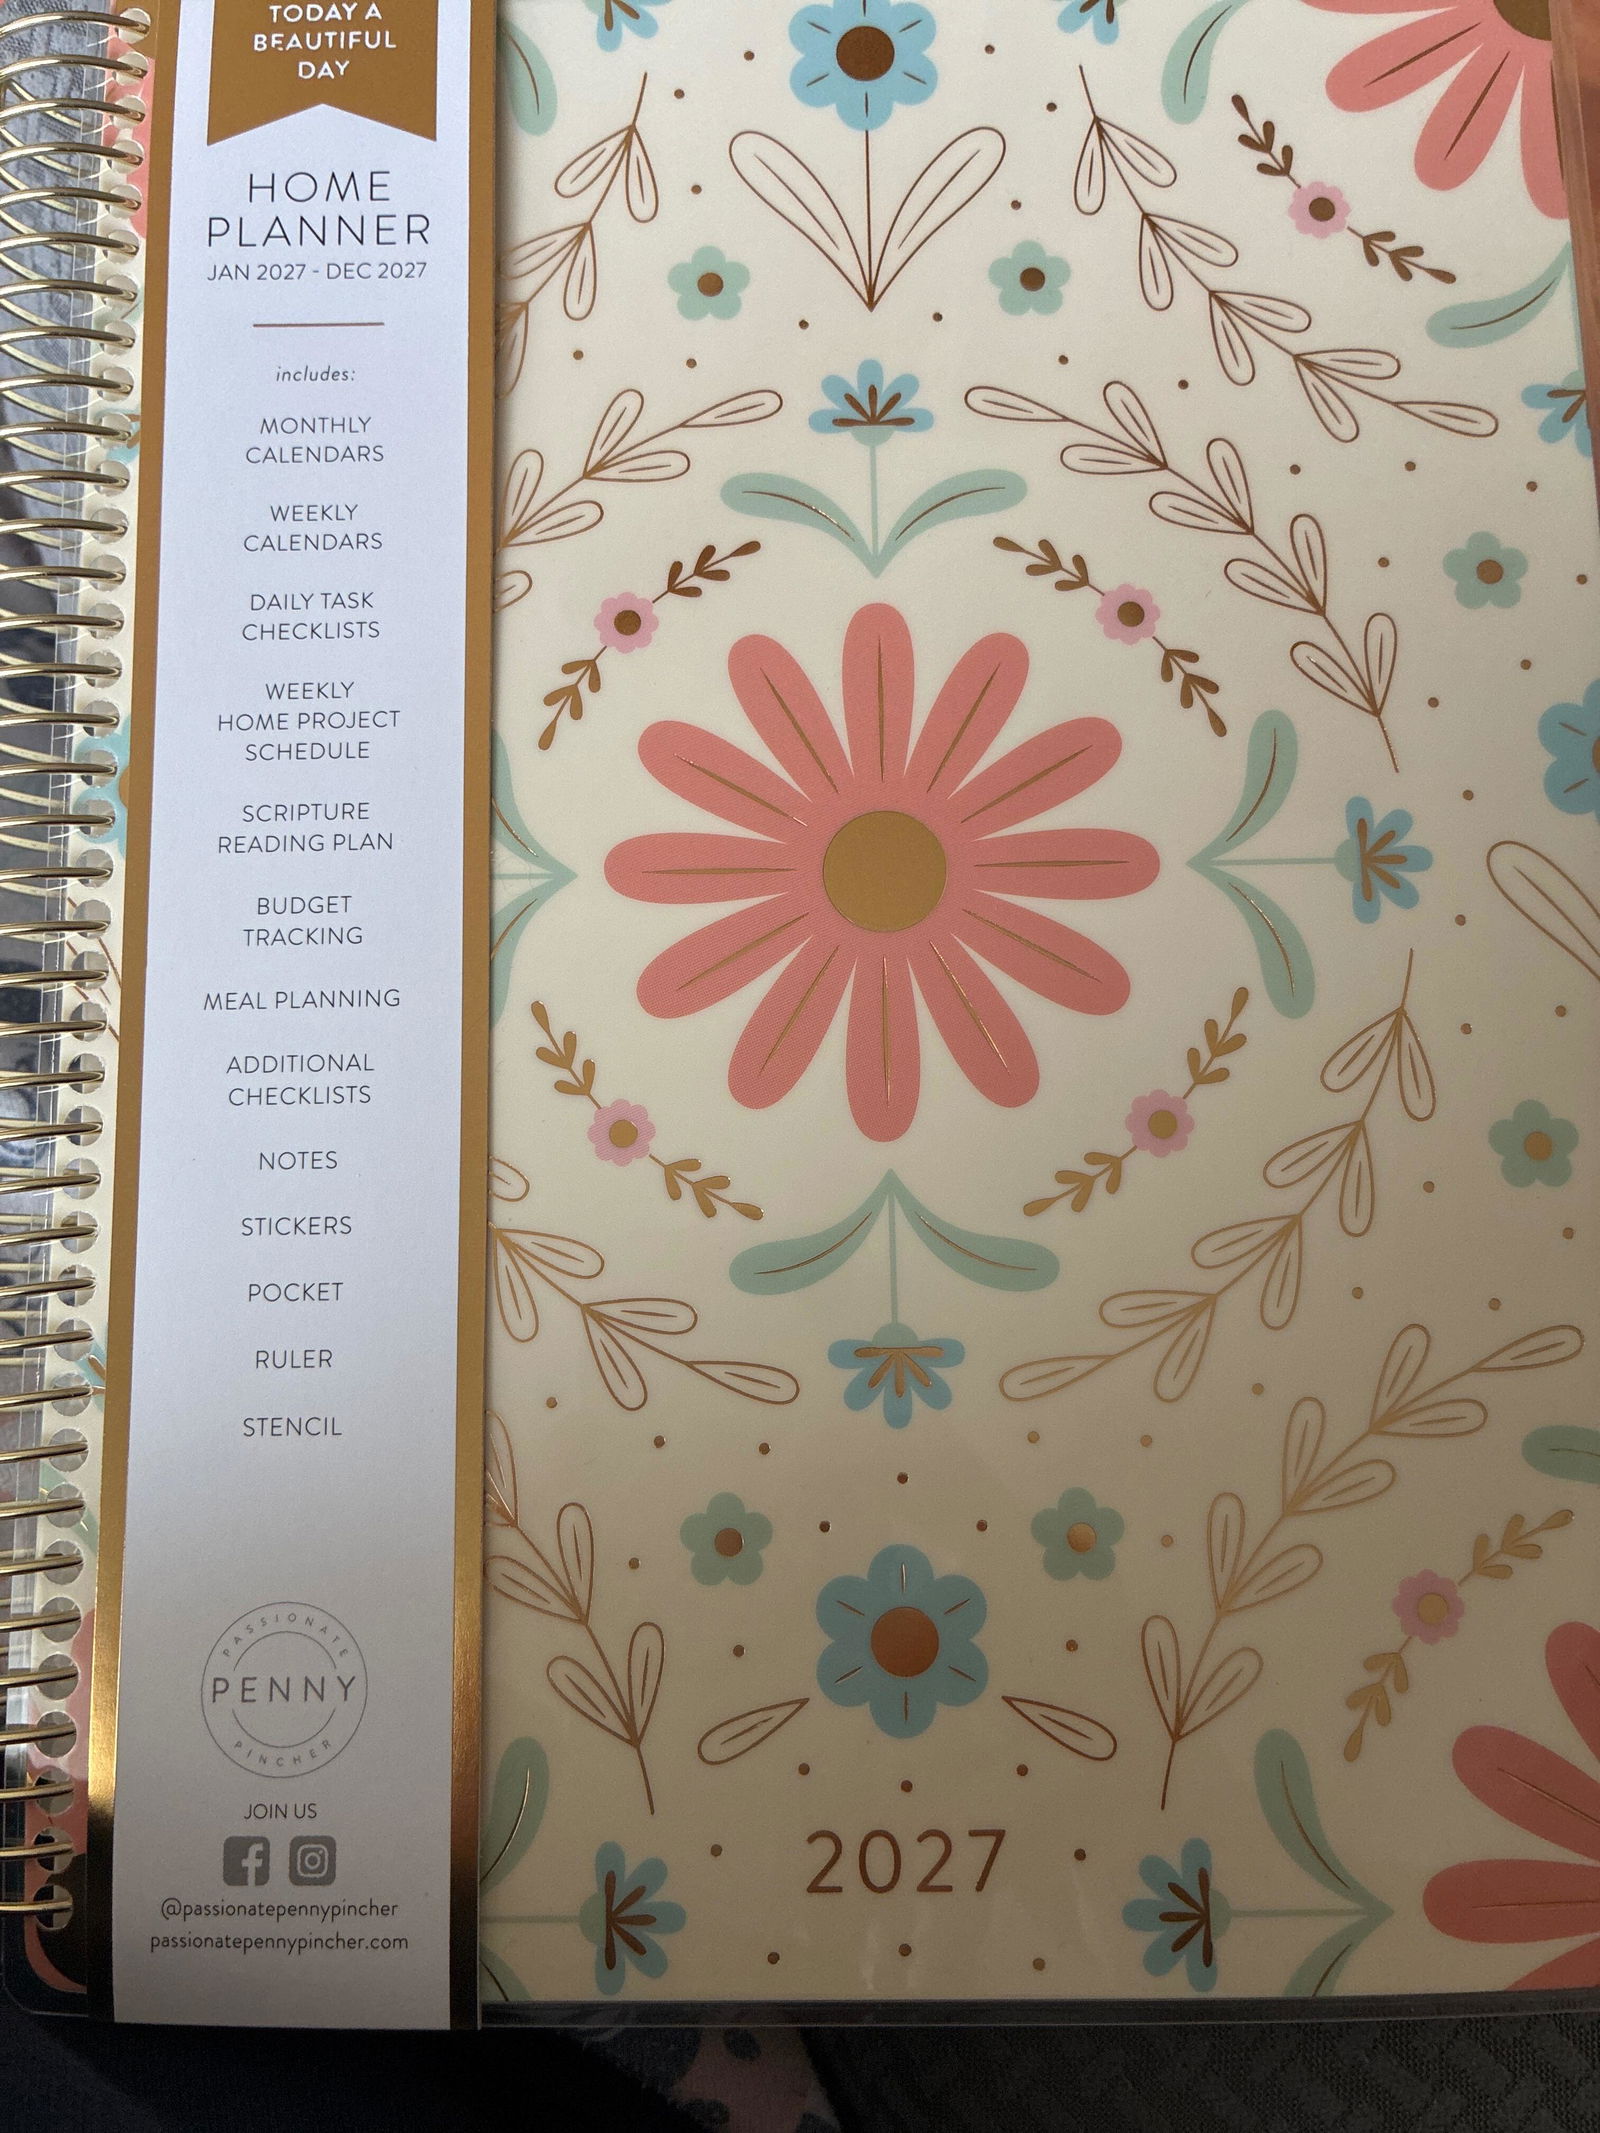 TODAY A
BEAUTIFUL
DAY
HOME
PLANNER
JAN 2027 - DEC 2027
includes:
MONTHLY
CALENDARS
WEEKLY
CALENDARS
DAILY TASK
CHECKLISTS
WEEKLY
HOME PROJECT
SCHEDULE
SCRIPTURE
READING PLAN
BUDGET
TRACKING
MEAL PLANNING
ADDITIONAL
CHECKLISTS
NOTES
STICKERS
POCKET
RULER
STENCIL
PASSIONATE
PENNY
PINCHER
JOIN US
@passionatepennypincher
passionatepennypincher.com
2027